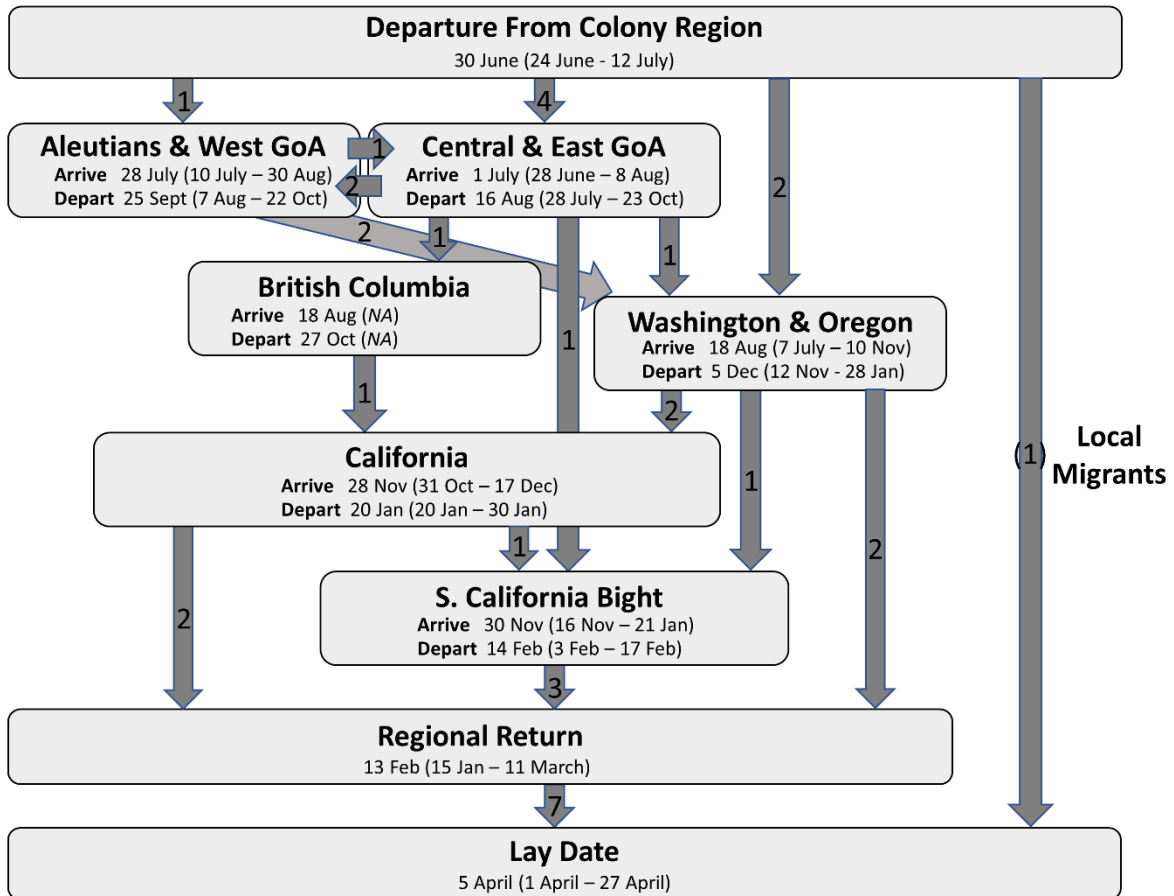 Departure From Colony Region
30 June (24 June - 12 July)
1
4
Aleutians & West GoA
Arrive 28 July (10 July – 30 Aug)
Depart 25 Sept (7 Aug – 22 Oct)
1
2
Central & East GoA
Arrive 1 July (28 June – 8 Aug)
Depart 16 Aug (28 July – 23 Oct)
2
2
1
1
British Columbia
Arrive 18 Aug (NA)
Depart 27 Oct (NA)
1
Washington & Oregon
Arrive 18 Aug (7 July – 10 Nov)
Depart 5 Dec (12 Nov - 28 Jan)
1
2
California
Arrive 28 Nov (31 Oct – 17 Dec)
Depart 20 Jan (20 Jan – 30 Jan)
1
(1)
Local
Migrants
1
2
S. California Bight
Arrive 30 Nov (16 Nov – 21 Jan)
Depart 14 Feb (3 Feb – 17 Feb)
2
3
Regional Return
13 Feb (15 Jan – 11 March)
7
Lay Date
5 April (1 April – 27 April)